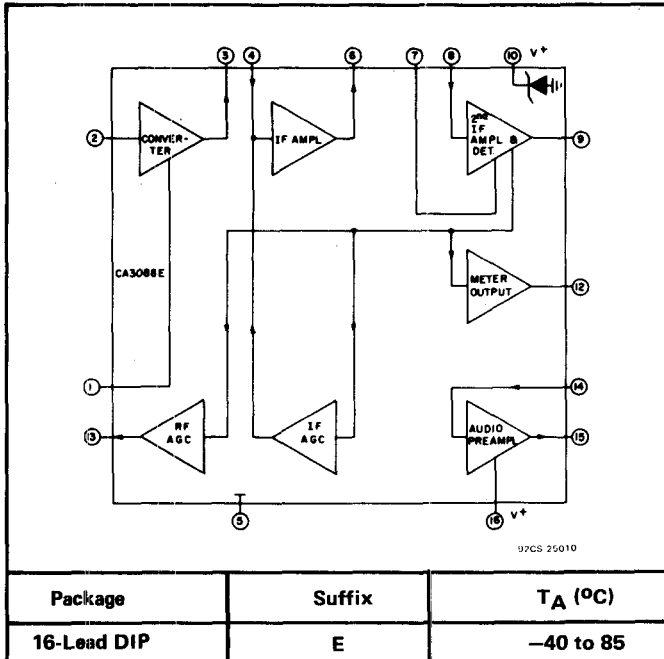 3 4 6 7 8 10 V+
2 CONVER-
TER
IF AMPL
2nd
IF
AMPL &
DET.
9
CA3088E
METER
OUTPUT
12
1
14
13
RF
AGC
IF
AGC
AUDIO
PREAMPL
15
5
16 V+
92CS 25010
Package Suffix TA (ºC)
16-Lead DIP E −40 to 85